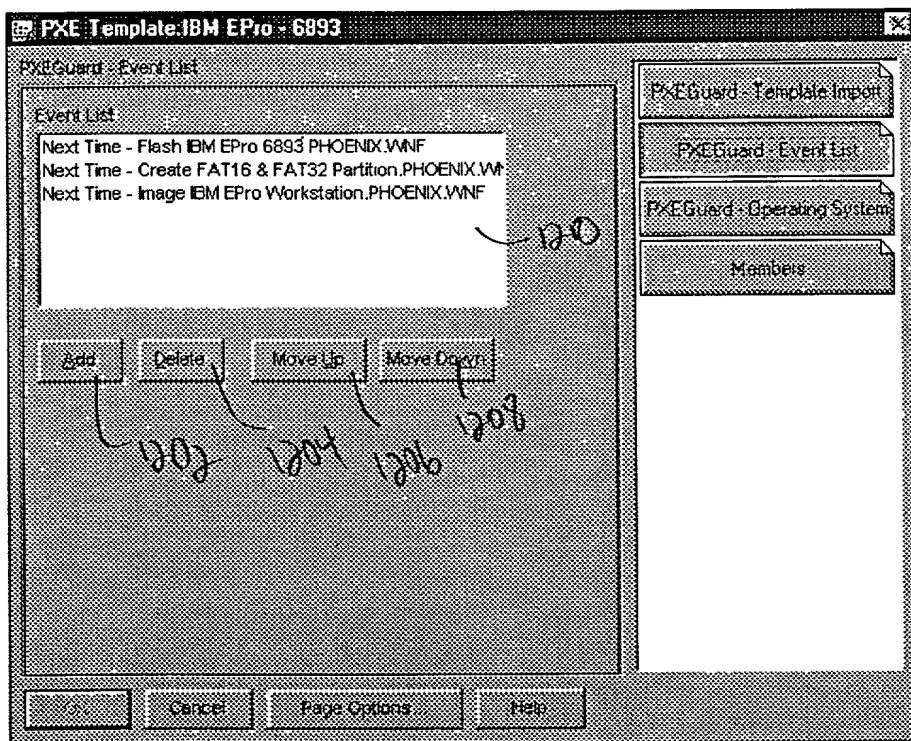 PXE Template:IBM EPro - 6893
PXEGuard - Event List
Event List
Next Time - Flash IBM EPro 6893 PHOENIX.WNF
Next Time - Create FAT16 & FAT32 Partition.PHOENIX.WN
Next Time - Image IBM EPro Workstation.PHOENIX.WNF
Add
Delete
Move Up
Move Down
1202
1204
1206
1208
PXEGuard - Template Import
PXEGuard - Event List
PXEGuard - Operating System
Members
Cancel
Page Options...
Help